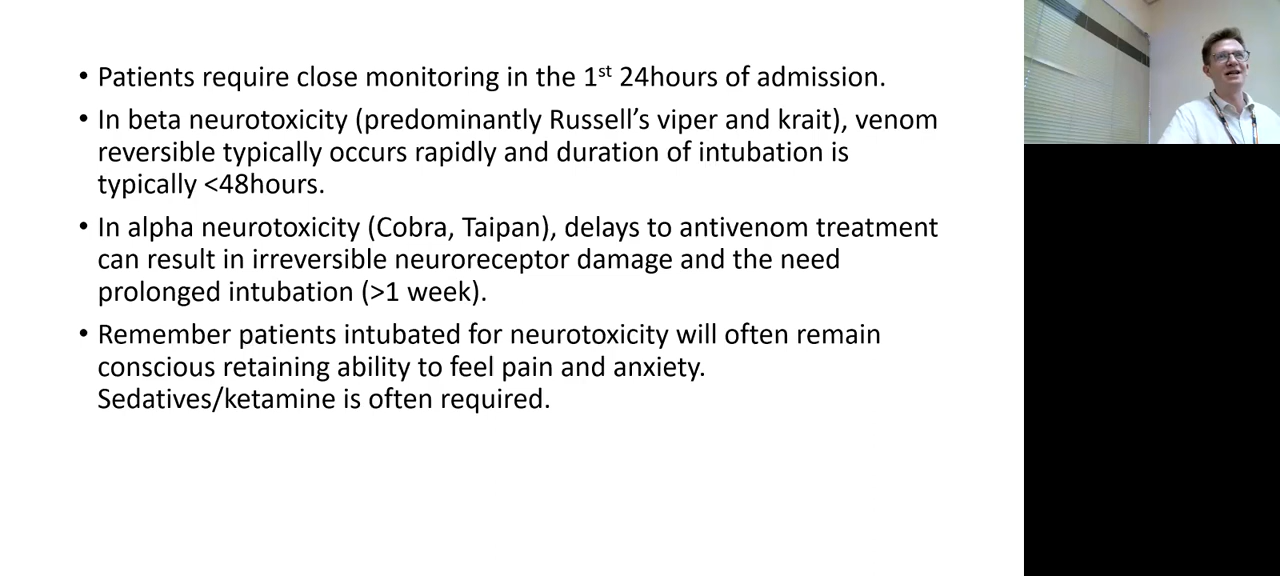 • Patients require close monitoring in the 1st 24hours of admission.
• In beta neurotoxicity (predominantly Russell's viper and krait), venom
reversible typically occurs rapidly and duration of intubation is
typically <48hours.
• In alpha neurotoxicity (Cobra, Taipan), delays to antivenom treatment
can result in irreversible neuroreceptor damage and the need
prolonged intubation (>1 week).
• Remember patients intubated for neurotoxicity will often remain
conscious retaining ability to feel pain and anxiety.
Sedatives/ketamine is often required.